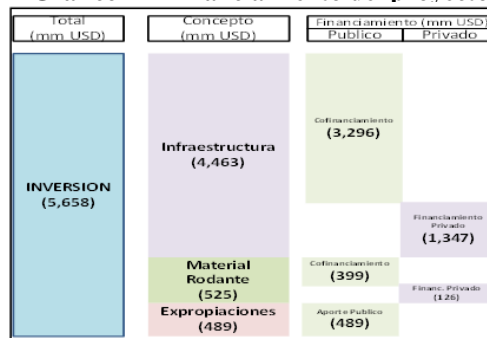 Total
(mm USD)
Concepto
(mm USD)
Financiamiento (mm USD)
Publico
Privado
INVERSION
(5,658)
Infraestructura
(4,463)
Cofinanciamiento
(3,296)
Financiamiento
Privado
(1,347)
Material
Rodante
(525)
Cofinanciamiento
(399)
Financ. Privado
(126)
Expropiaciones
(489)
Aporte Publico
(489)